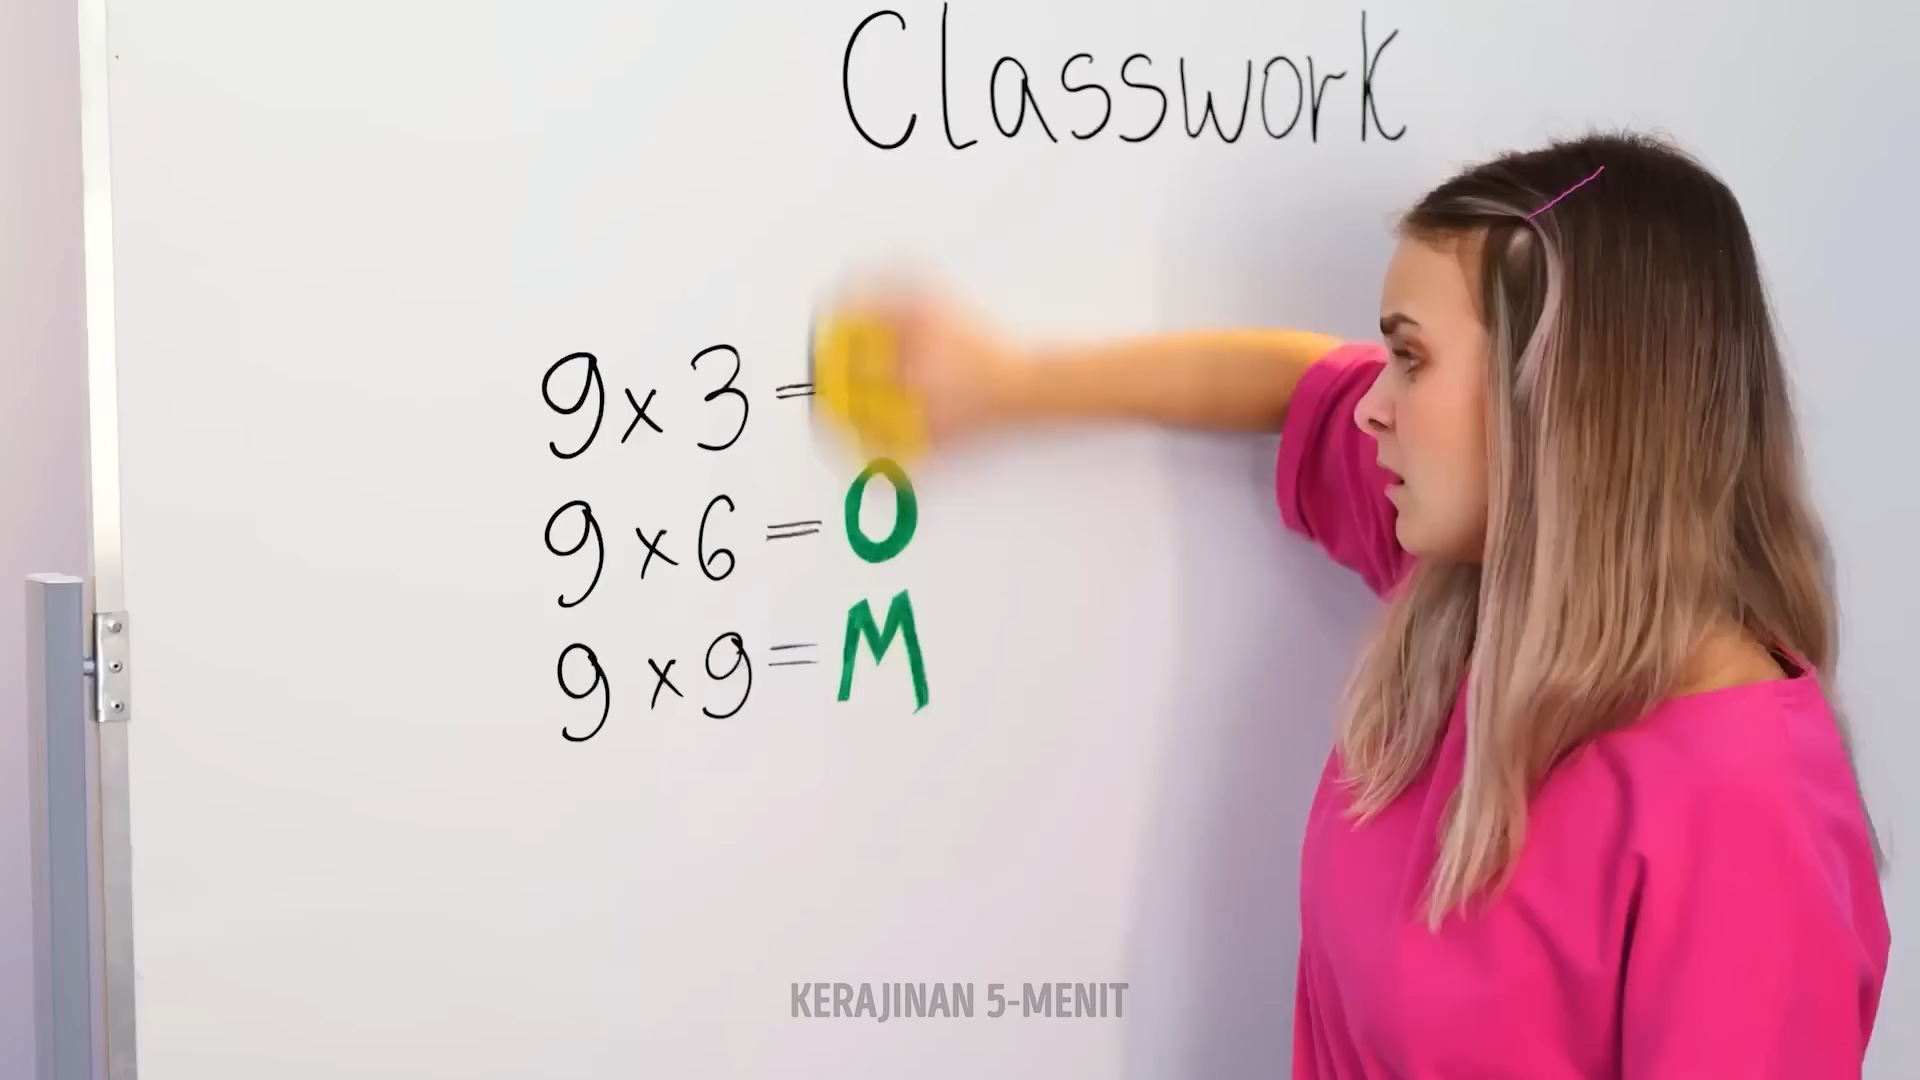 Classwork
9 x 3 =
9 x 6 = O
9 x 9 = M
KERAJINAN 5-MENIT